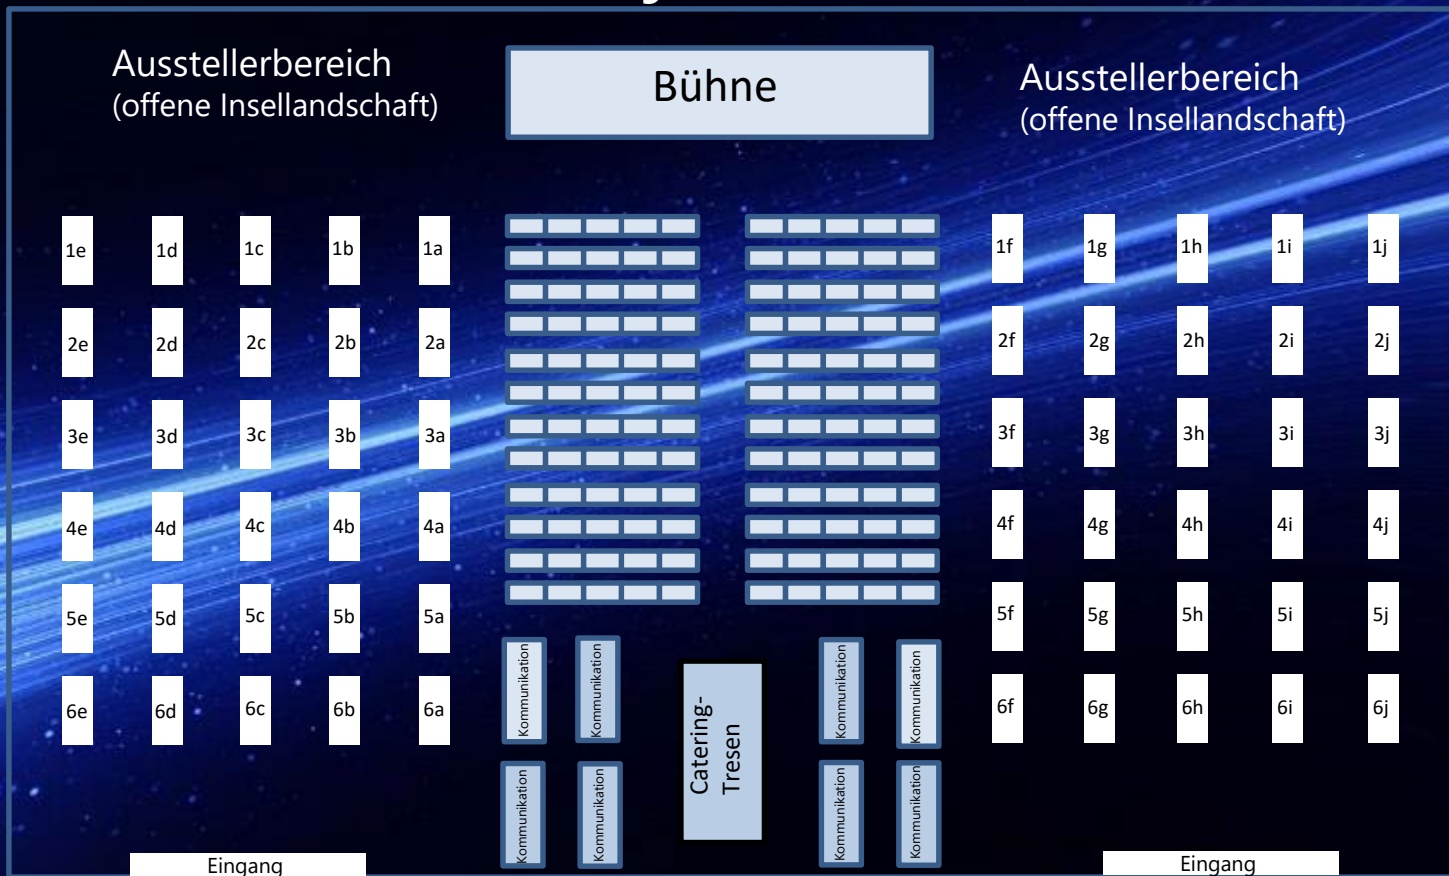 Ausstellerbereich
(offene Insellandschaft)
Bühne
Ausstellerbereich
(offene Insellandschaft)
1e 1d 1c 1b 1a 1f 1g 1h 1i 1j
2e 2d 2c 2b 2a 2f 2g 2h 2i 2j
3e 3d 3c 3b 3a 3f 3g 3h 3i 3j
4e 4d 4c 4b 4a 4f 4g 4h 4i 4j
5e 5d 5c 5b 5a 5f 5g 5h 5i 5j
6e 6d 6c 6b 6a 6f 6g 6h 6i 6j
Kommunikation
Kommunikation
Kommunikation
Kommunikation
Catering-
Tresen
Kommunikation
Kommunikation
Kommunikation
Kommunikation
Eingang
Eingang